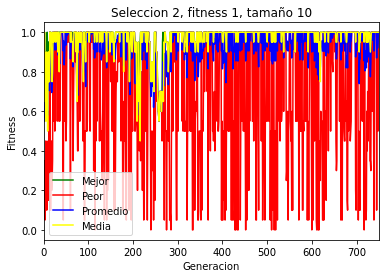 Seleccion 2, fitness 1, tamaño 10
1.0
0.8
0.6
0.4
0.2
0.0
Fitness
Mejor
Peor
Promedio
Media
0 100 200 300 400 500 600 700
Generacion